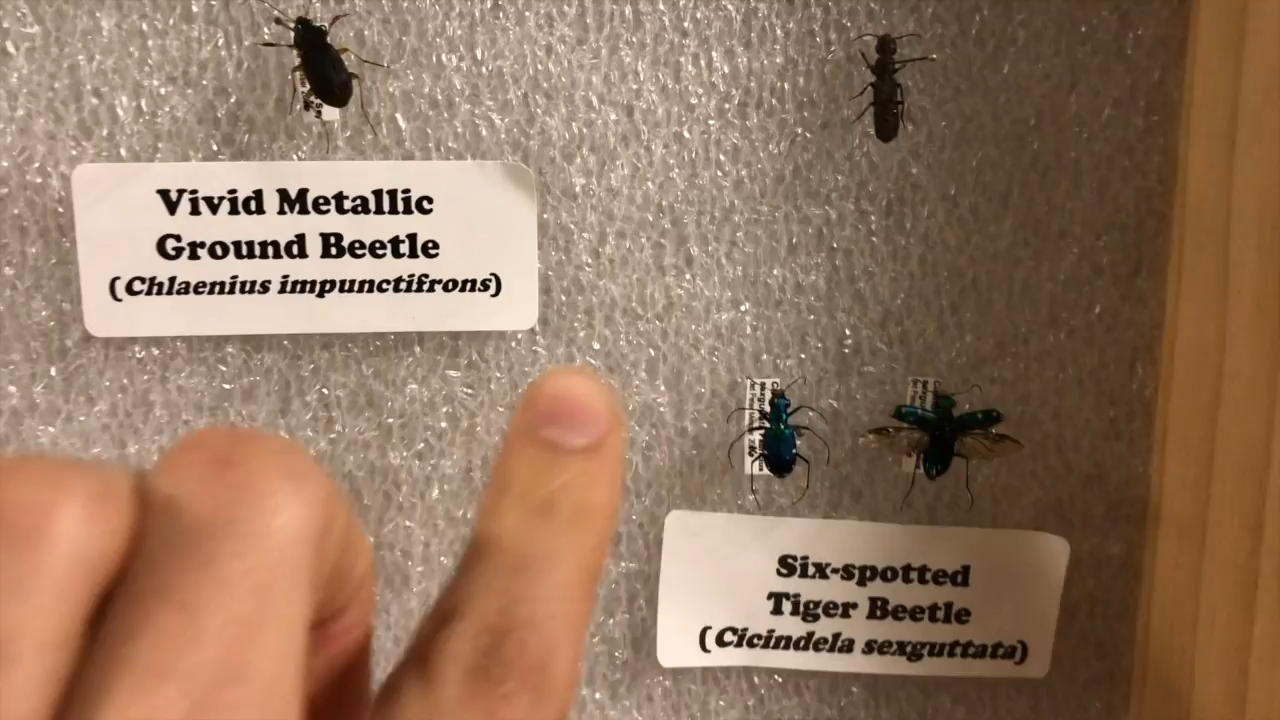 Vivid Metallic
Ground Beetle
(Chlaenius impunctifrons)
Six-spotted
Tiger Beetle
(Cicindela sexguttata)